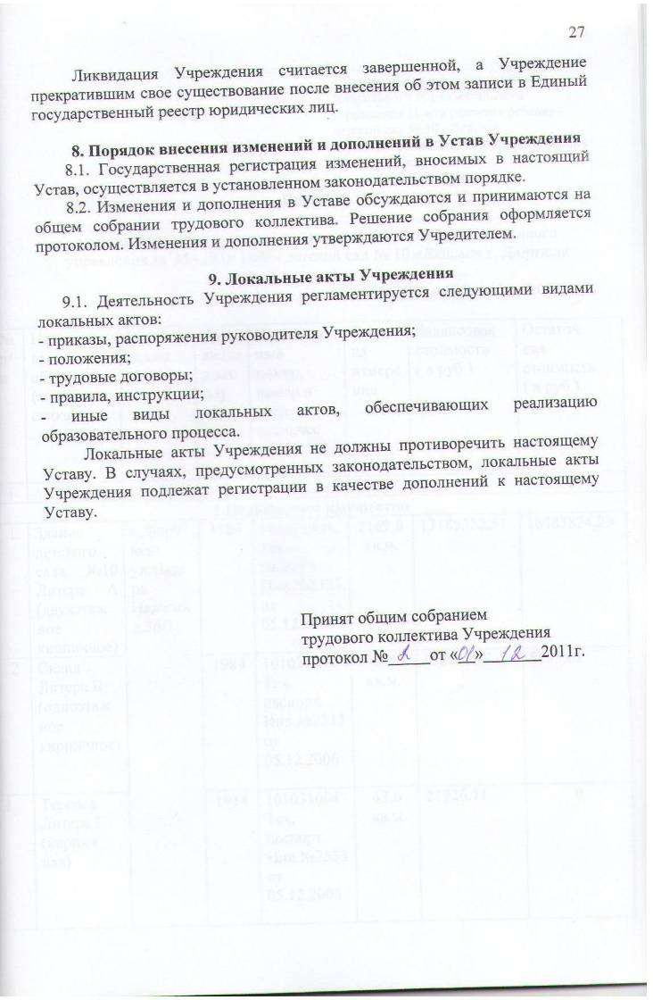 27
Ликвидация Учреждения считается завершенной, а Учреждение
прекратившим свое существование после внесения об этом записи в Единый
государственный реестр юридических лиц.
8. Порядок внесения изменений и дополнений в Устав Учреждения
8.1. Государственная регистрация изменений, вносимых в настоящий
Устав, осуществляется в установленном законодательством порядке.
8.2. Изменения и дополнения в Уставе обсуждаются и принимаются на
общем собрании трудового коллектива. Решение собрания оформляется
протоколом. Изменения и дополнения утверждаются Учредителем.
9. Локальные акты Учреждения
9.1. Деятельность Учреждения регламентируется следующими видами
локальных актов:
- приказы, распоряжения руководителя Учреждения;
- положения;
- трудовые договоры;
- правила, инструкции;
- иные виды локальных актов, обеспечивающих реализацию
образовательного процесса.
Локальные акты Учреждения не должны противоречить настоящему
Уставу. В случаях, предусмотренных законодательством, локальные акты
Учреждения подлежат регистрации в качестве дополнений к настоящему
Уставу.
Принят общим собранием
трудового коллектива Учреждения
протокол № 2 от «01» 12 2011г.